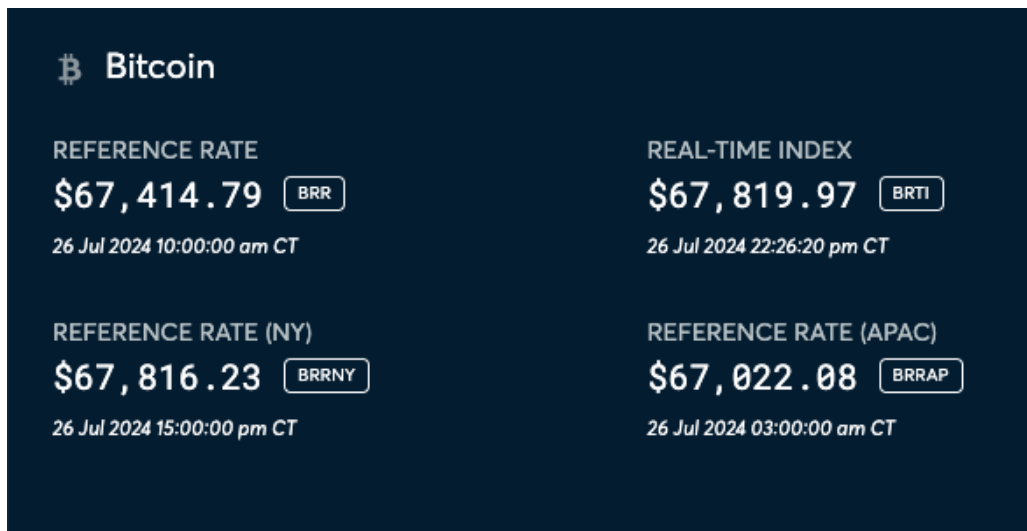 Bitcoin
REFERENCE RATE
$67,414.79 BRR
26 Jul 2024 10:00:00 am CT
REAL-TIME INDEX
$67,819.97 BRTI
26 Jul 2024 22:26:20 pm CT
REFERENCE RATE (NY)
$67,816.23 BRRNY
26 Jul 2024 15:00:00 pm CT
REFERENCE RATE (APAC)
$67,022.08 BRRAP
26 Jul 2024 03:00:00 am CT